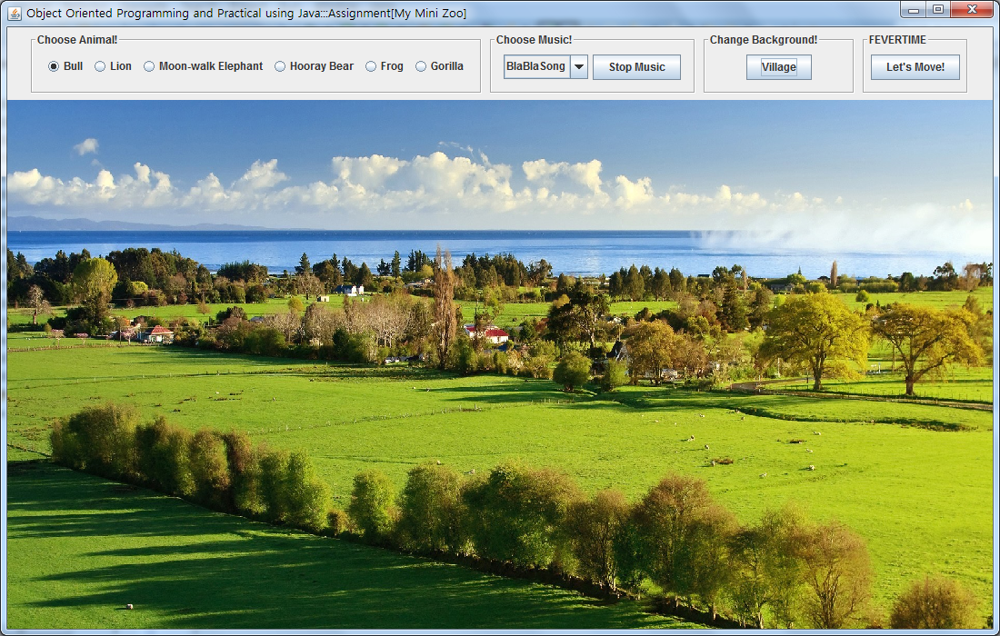 Object Oriented Programming and Practical using Java:::Assignment[My Mini Zoo]
Choose Animal!
Bull
Lion
Moon-walk Elephant
Hooray Bear
Frog
Gorilla
Choose Music!
BlaBlaSong
Stop Music
Change Background!
Village
FEVERTIME
Let's Move!